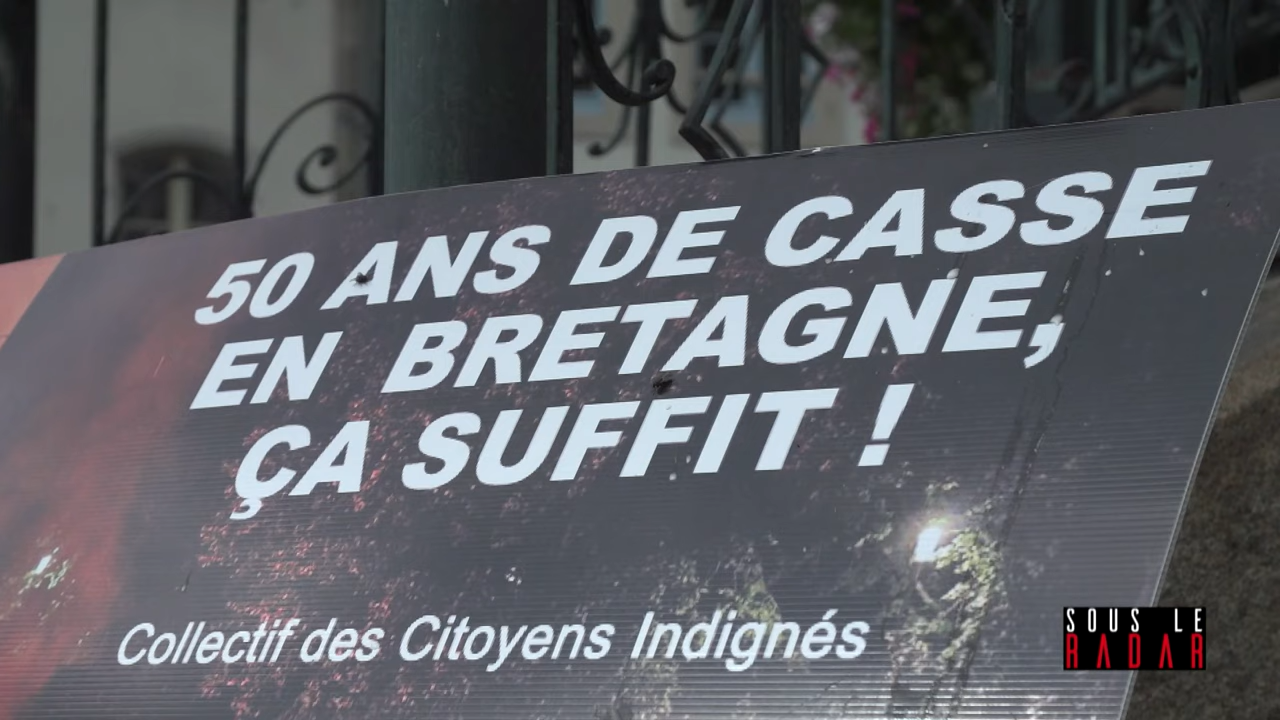 50 ANS DE CASSE
EN BRETAGNE,
ÇA SUFFIT !
Collectif des Citoyens Indignés
SOUS LE
RADAR